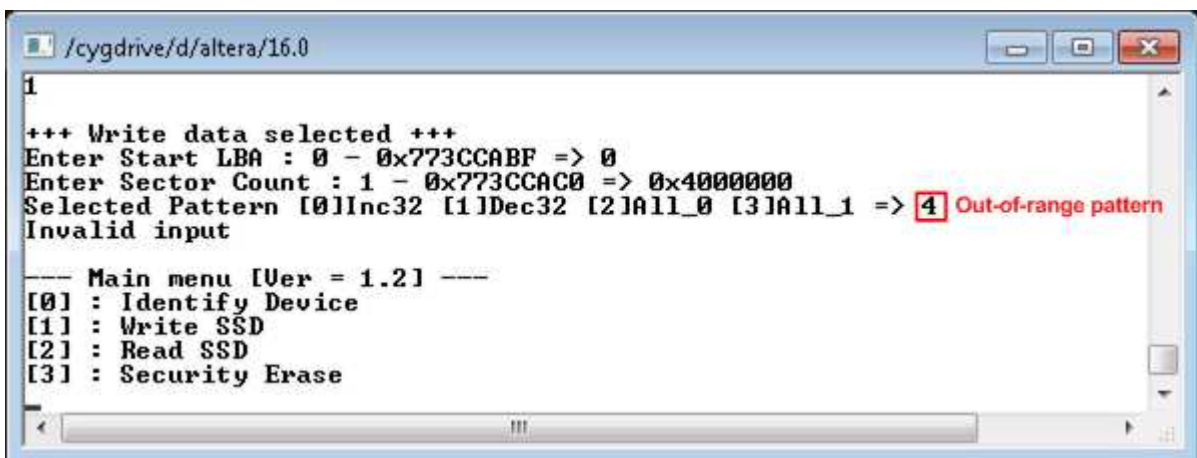 /cygdrive/d/altera/16.0
1
+++ Write data selected +++
Enter Start LBA : 0 - 0x773CCABF => 0
Enter Sector Count : 1 - 0x773CCAC0 => 0x4000000
Selected Pattern [0]Inc32 [1]Dec32 [2]All_0 [3]All_1 => 4 Out-of-range pattern
Invalid input
--- Main menu [Ver = 1.2] ---
[0] : Identify Device
[1] : Write SSD
[2] : Read SSD
[3] : Security Erase